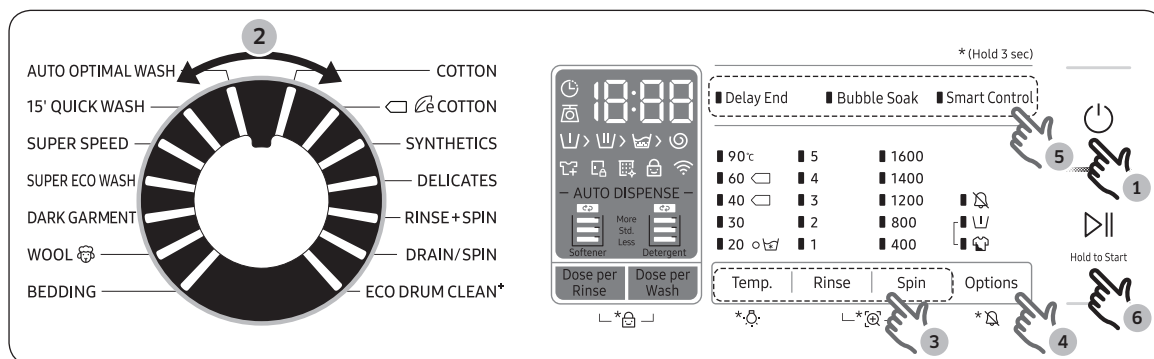 2
AUTO OPTIMAL WASH
15' QUICK WASH
SUPER SPEED
SUPER ECO WASH
DARK GARMENT
WOOL
BEDDING
COTTON
e COTTON
SYNTHETICS
DELICATES
RINSE+SPIN
DRAIN/SPIN
ECO DRUM CLEAN+
18:88
AUTO DISPENSE
More
Std.
Less
Softener
Detergent
Dose per Rinse
Dose per Wash
*
* (Hold 3 sec)
Delay End Bubble Soak Smart Control
5
90℃ 5 1600
60 4 1400
40 3 1200
30 2 800
20 1 400
Temp. Rinse Spin Options
* * *
3
4
1
Hold to Start
6